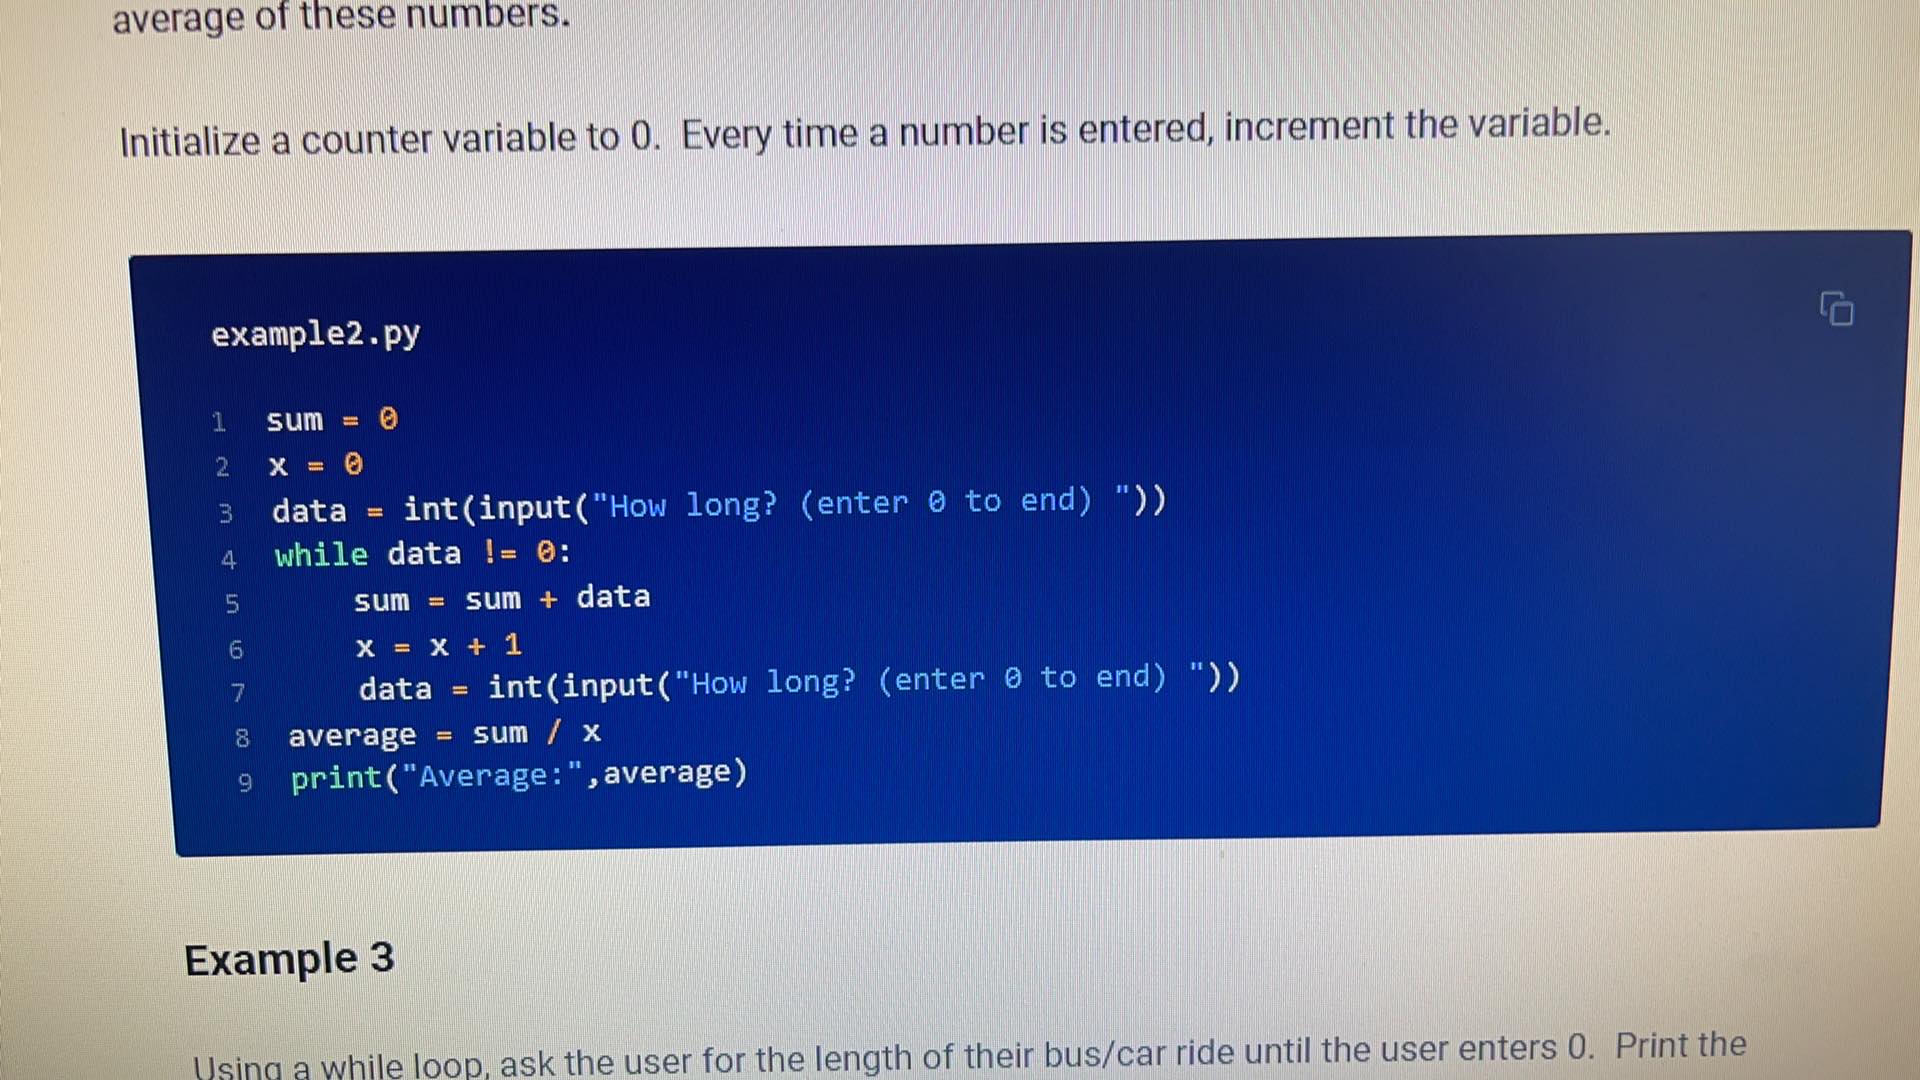 average of these numbers.
Initialize a counter variable to 0.  Every time a number is entered, increment the variable.
example2.py
1 sum = 0
2 x = 0
3 data = int(input("How long? (enter 0 to end) "))
4 while data != 0:
5     sum = sum + data
6     x = x + 1
7     data = int(input("How long? (enter 0 to end) "))
8 average = sum / x
9 print("Average:",average)
Example 3
Using a while loop, ask the user for the length of their bus/car ride until the user enters 0.  Print the